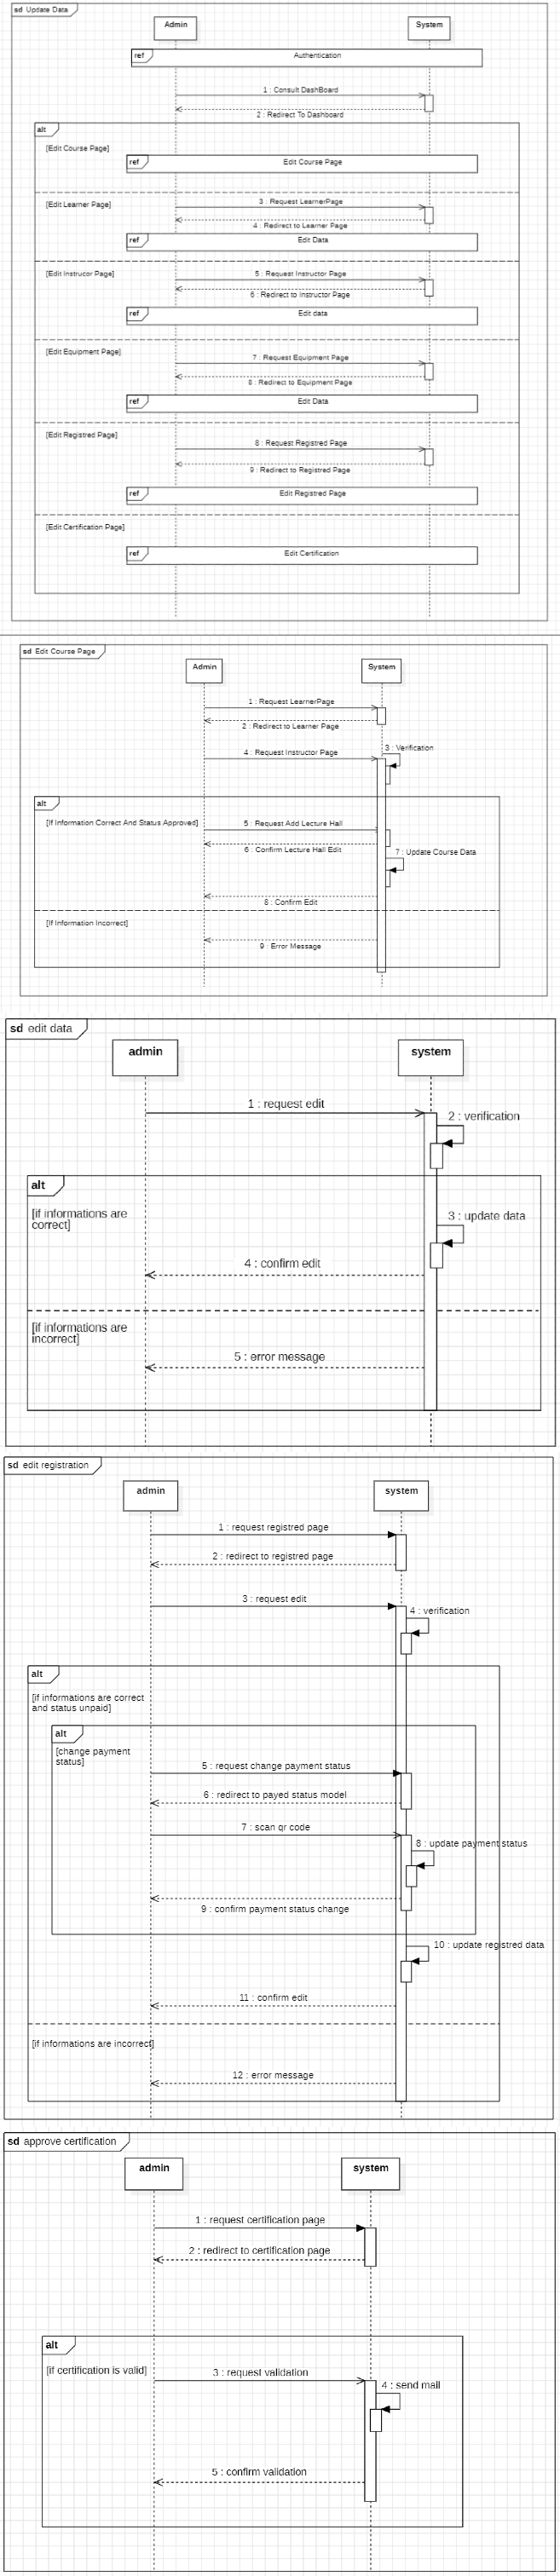 sd Update Data
Admin
System
ref
Authentication
1 : Consult DashBoard
2 : Redirect To Dashboard
alt
[Edit Course Page]
ref
Edit Course Page
[Edit Learner Page]
3 : Request LearnerPage
4 : Redirect to Learner Page
ref
Edit Data
[Edit Instrucor Page]
5 : Request Instructor Page
6 : Redirect to Instructor Page
ref
Edit data
[Edit Equipment Page]
7 : Request Equipment Page
8 : Redirect to Equipment Page
ref
Edit Data
[Edit Registred Page]
8 : Request Registred Page
9 : Redirect to Registred Page
ref
Edit Registred Page
[Edit Certification Page]
ref
Edit Certification
sd Edit Course Page
Admin
System
1 : Request LearnerPage
2 : Redirect to Learner Page
3 : Verification
4 : Request Instructor Page
alt
[If Information Correct And Status Approved]
5 : Request Add Lecture Hall
6 : Confirm Lecture Hall Edit
7 : Update Course Data
8 : Confirm Edit
[If Information Incorrect]
9 : Error Message
sd edit data
admin
system
1 : request edit
2 : verification
alt
[if informations are
correct]
3 : update data
4 : confirm edit
[if informations are
incorrect]
5 : error message
sd edit registration
admin
system
1 : request registred page
2 : redirect to registred page
3 : request edit
4 : verification
alt
[if informations are correct
and status unpaid]
alt
[change payment
status]
5 : request change payment status
6 : redirect to payed status model
7 : scan qr code
8 : update payment status
9 : confirm payment status change
10 : update registred data
11 : confirm edit
[if informations are incorrect]
12 : error message
sd approve certification
admin
system
1 : request certification page
2 : redirect to certification page
alt
[if certification is valid]
3 : request validation
4 : send mail
5 : confirm validation